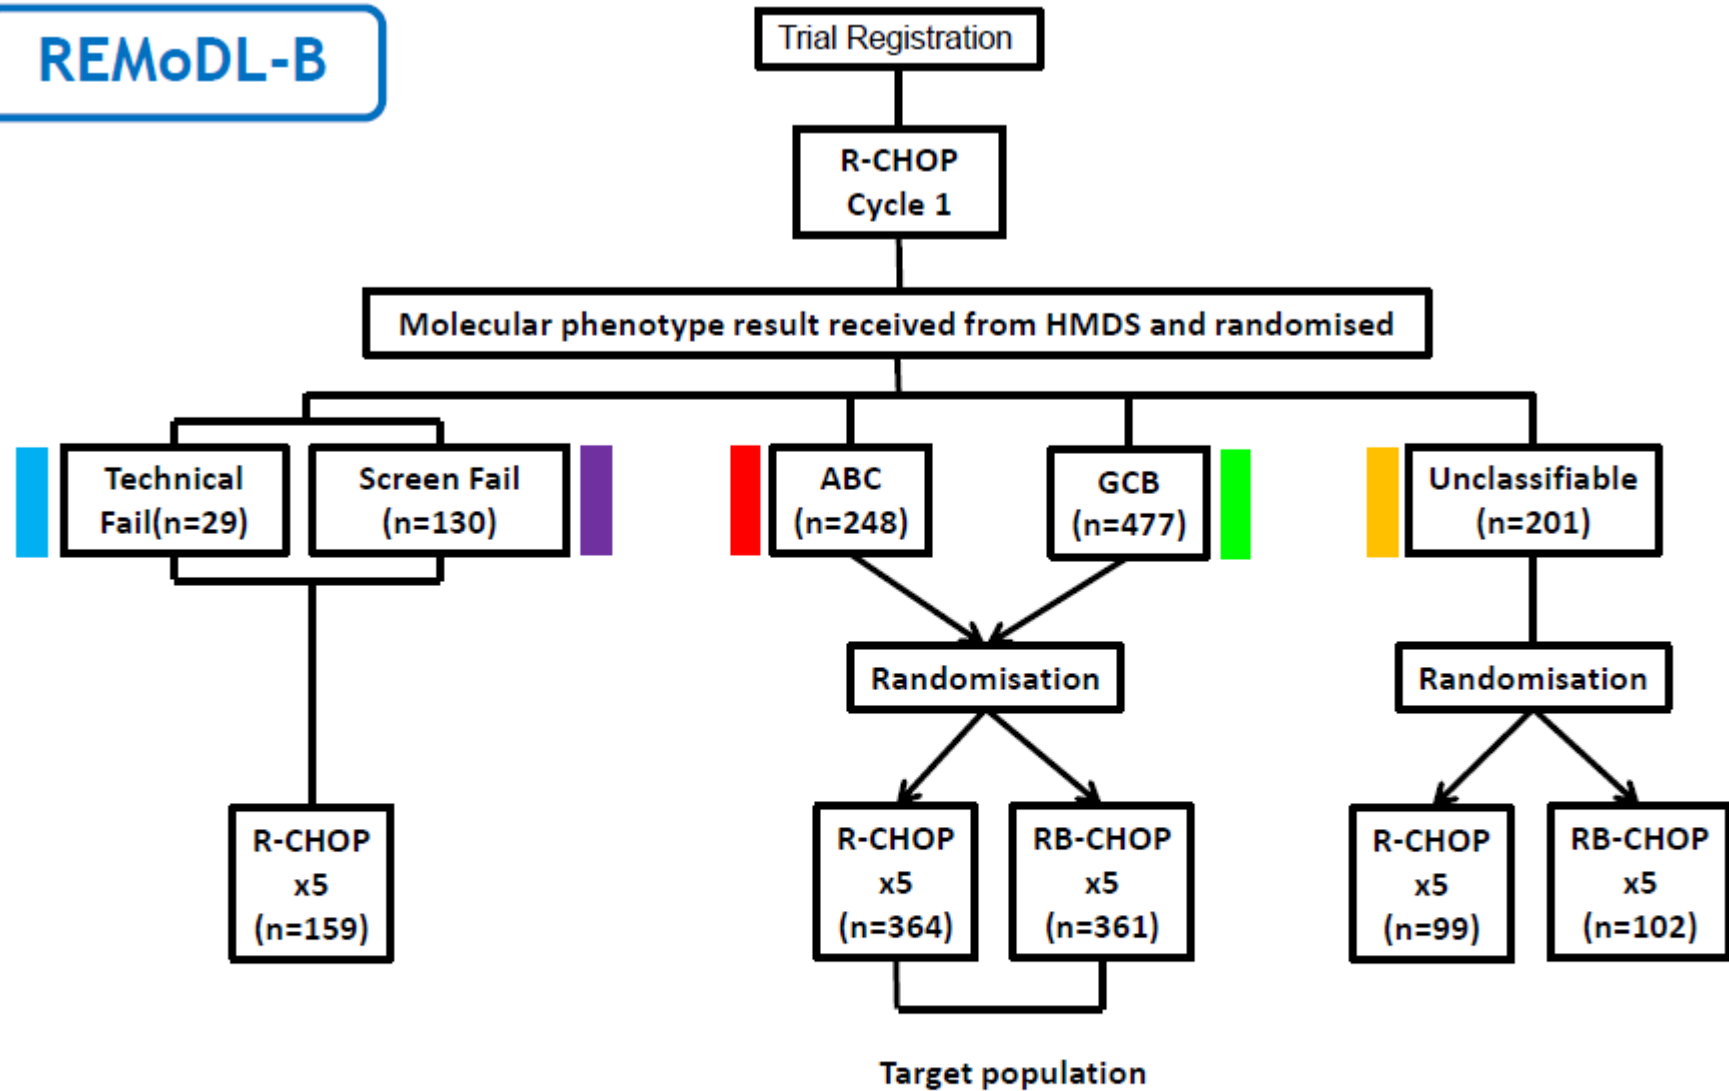 REMoDL-B
Trial Registration
R-CHOP
Cycle 1
Molecular phenotype result received from HMDS and randomised
Technical
Fail(n=29)
Screen Fail
(n=130)
ABC
(n=248)
GCB
(n=477)
Unclassifiable
(n=201)
Randomisation
Randomisation
R-CHOP
x5
(n=159)
R-CHOP
x5
(n=364)
RB-CHOP
x5
(n=361)
R-CHOP
x5
(n=99)
RB-CHOP
x5
(n=102)
Target population